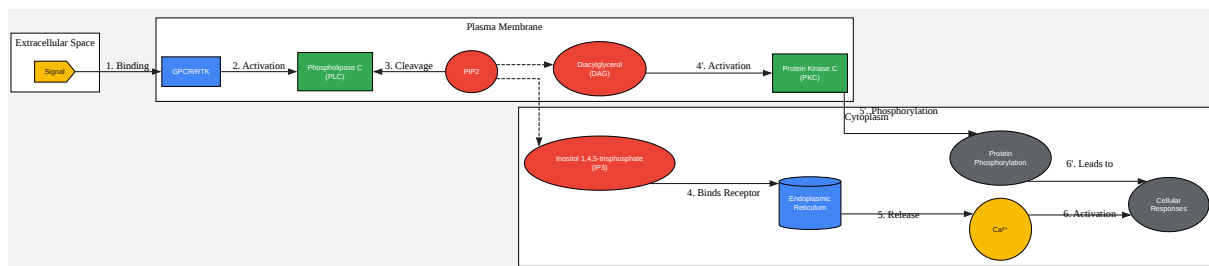 Plasma Membrane
Extracellular Space
Signal
1. Binding
GPCR/RTK
2. Activation
Phospholipase C
(PLC)
3. Cleavage
PIP2
Diacylglycerol
(DAG)
4'. Activation
Protein Kinase C
(PKC)
5'. Phosphorylation
Cytoplasm
Inositol 1,4,5-trisphosphate
(IP3)
4. Binds Receptor
Endoplasmic
Reticulum
5. Release
Protein
Phosphorylation
6'. Leads to
Ca²⁺
6. Activation
Cellular
Responses